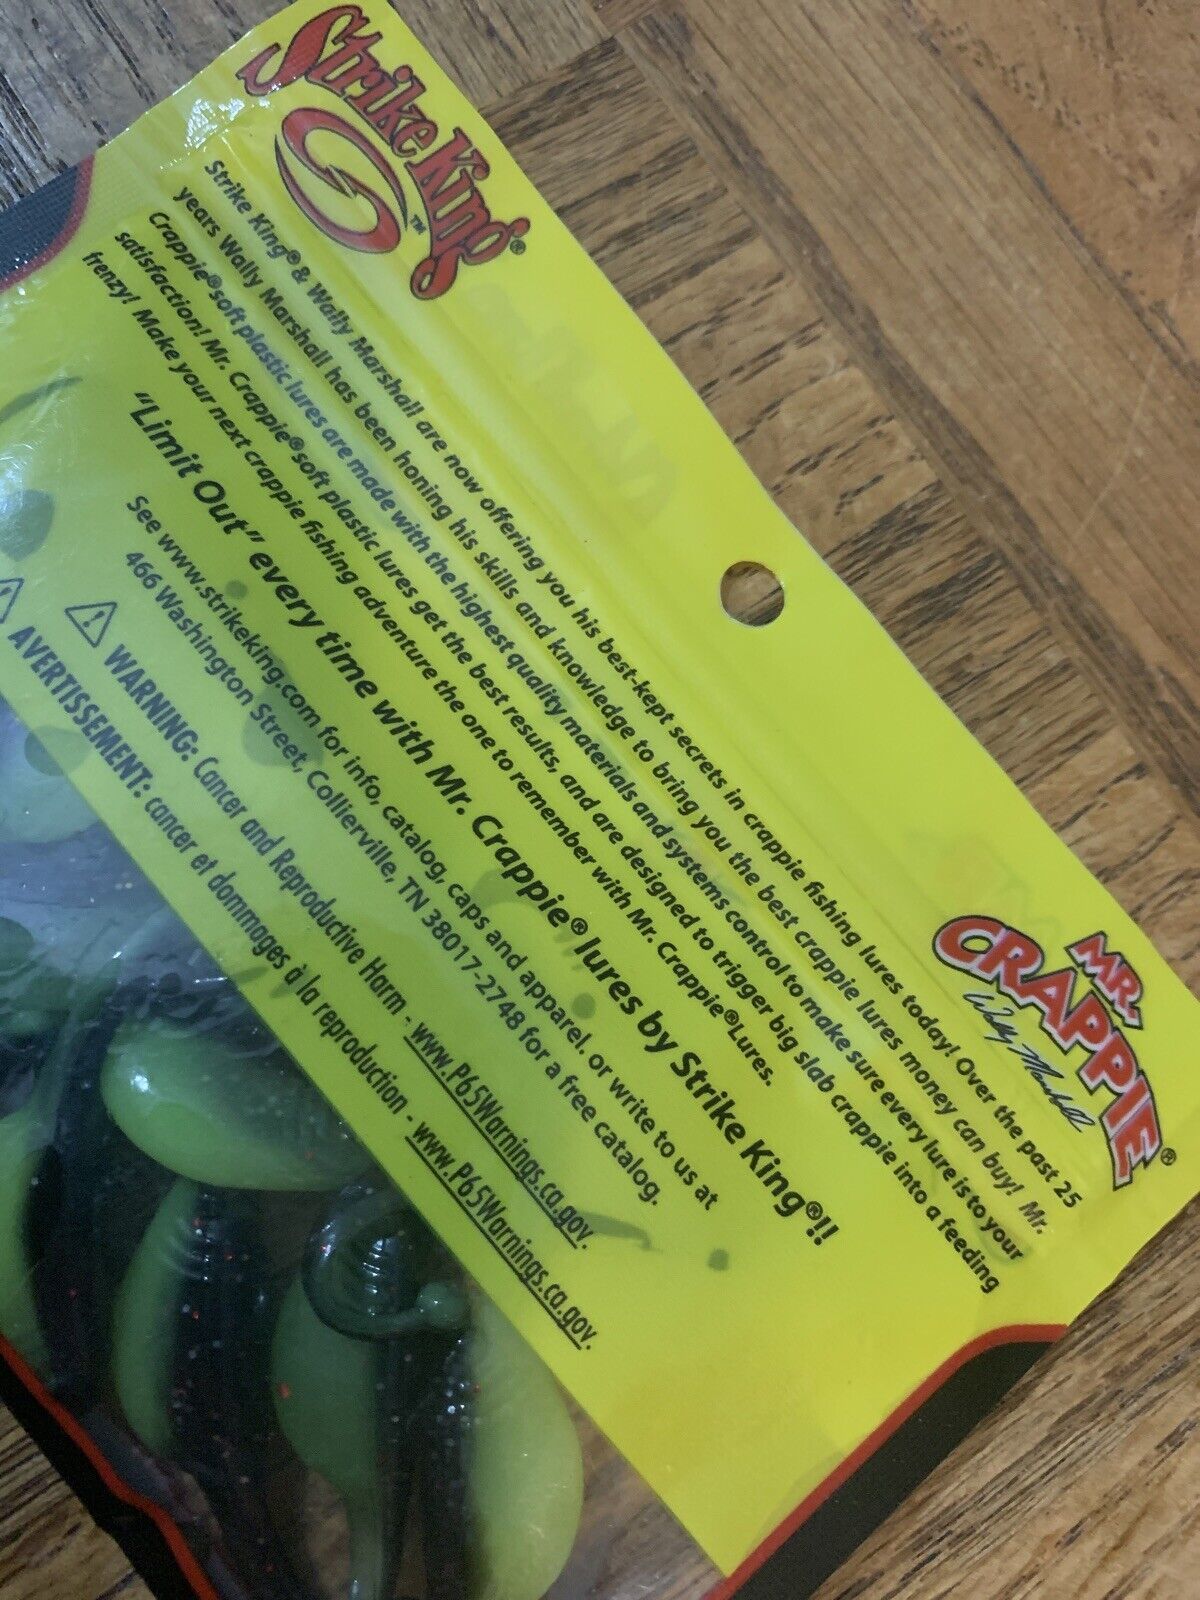 Strike King®
™
MR.
CRAPPIE®
Wally Marshall
Strike King® & Wally Marshall are now offering you his best-kept secrets in crappie fishing lures today! Over the past 25
years Wally Marshall has been honing his skills and knowledge to bring you the best crappie lures money can buy! Mr.
Crappie® soft plastic lures are made with the highest quality materials and systems control to make sure every lure is to your
satisfaction! Mr. Crappie® soft plastic lures get the best results, and are designed to trigger big slab crappie into a feeding
frenzy! Make your next crappie fishing adventure the one to remember with Mr. Crappie® Lures.
"Limit Out" every time with Mr. Crappie® lures by Strike King®!!
See www.strikeking.com for info, catalog, caps and apparel. or write to us at
466 Washington Street, Collierville, TN 38017-2748 for a free catalog.
WARNING: Cancer and Reproductive Harm - www.P65Warnings.ca.gov.
AVERTISSEMENT: cancer et dommages à la reproduction - www.P65Warnings.ca.gov.